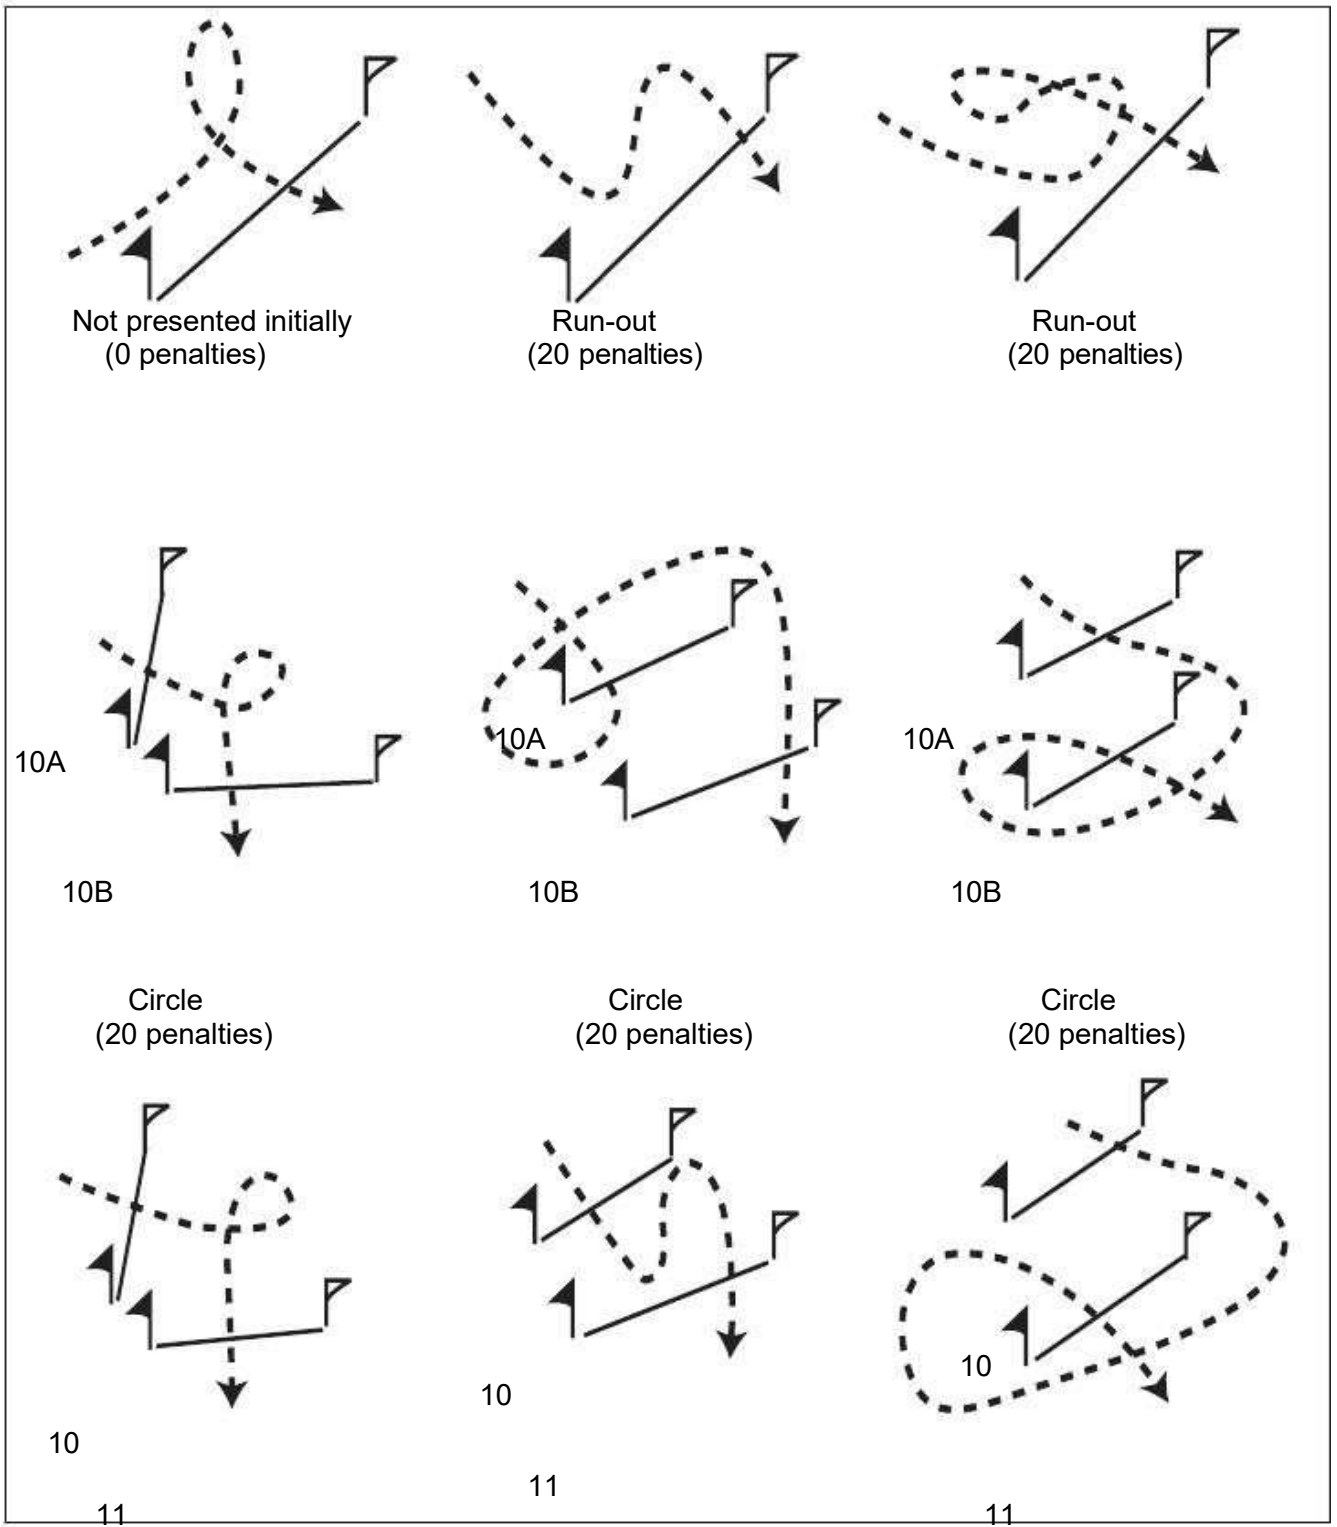 Not presented initially
(0 penalties)
Run-out
(20 penalties)
Run-out
(20 penalties)
10A
10A
10A
10B
10B
10B
Circle
(20 penalties)
Circle
(20 penalties)
Circle
(20 penalties)
10
10
10
11
11
11